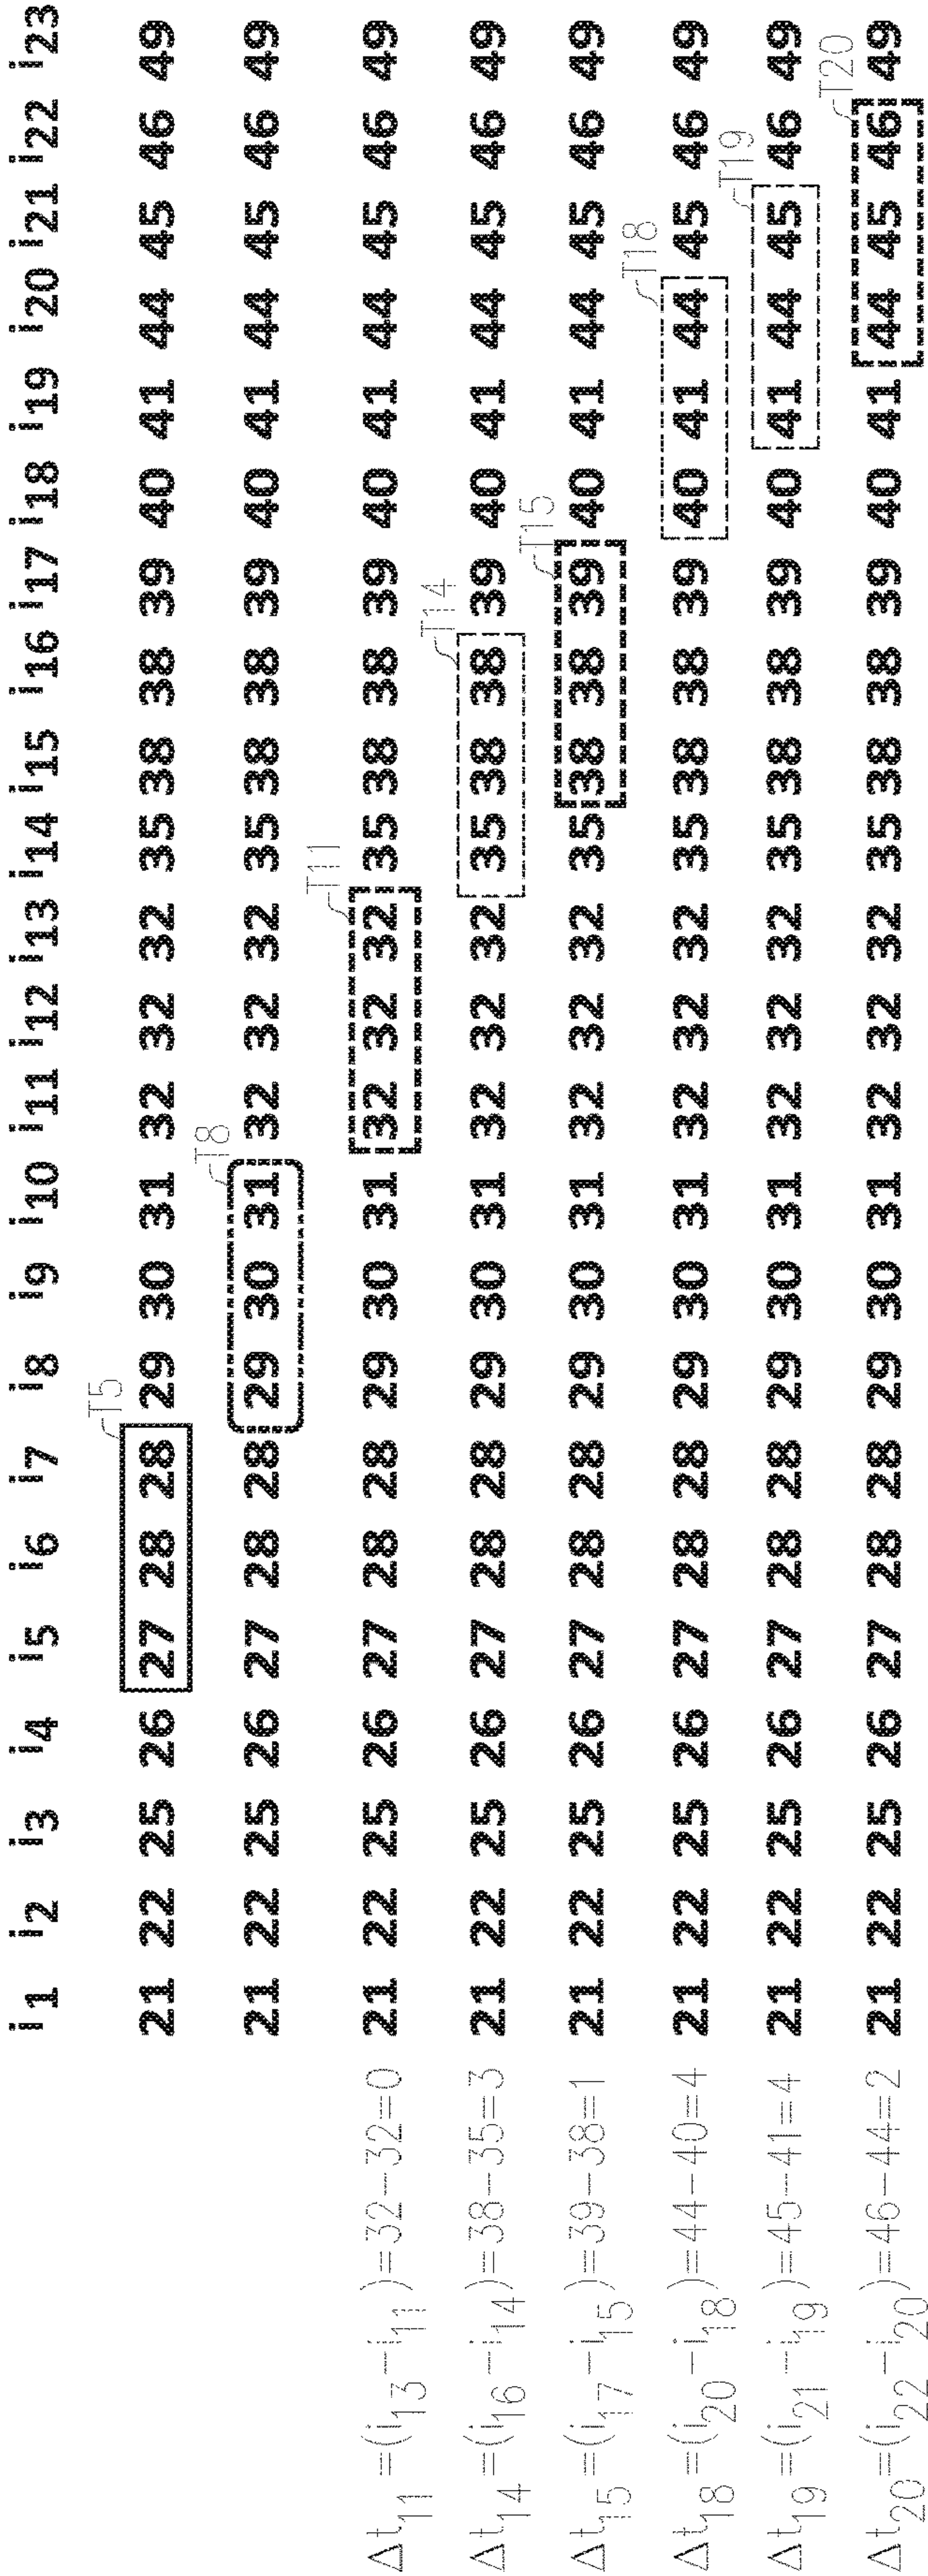 i1 i2 i3 i4 i5 i6 i7 i8 i9 i10 i11 i12 i13 i14 i15 i16 i17 i18 i19 i20 i21 i22 i23
T5
21 22 25 26 27 28 28 29 30 31 32 32 32 35 38 38 39 40 41 44 45 46 49
T8
21 22 25 26 27 28 28 29 30 31 32 32 32 35 38 38 39 40 41 44 45 46 49
T11
Δt11=(i13−i11)=32−32=0 21 22 25 26 27 28 28 29 30 31 32 32 32 35 38 38 39 40 41 44 45 46 49
T14
Δt14=(i16−i14)=38−35=3 21 22 25 26 27 28 28 29 30 31 32 32 32 35 38 38 39 40 41 44 45 46 49
T15
Δt15=(i17−i15)=39−38=1 21 22 25 26 27 28 28 29 30 31 32 32 32 35 38 38 39 40 41 44 45 46 49
T18
Δt18=(i20−i18)=44−40=4 21 22 25 26 27 28 28 29 30 31 32 32 32 35 38 38 39 40 41 44 45 46 49
T19
Δt19=(i21−i19)=45−41=4 21 22 25 26 27 28 28 29 30 31 32 32 32 35 38 38 39 40 41 44 45 46 49
T20
Δt20=(i22−i20)=46−44=2 21 22 25 26 27 28 28 29 30 31 32 32 32 35 38 38 39 40 41 44 45 46 49